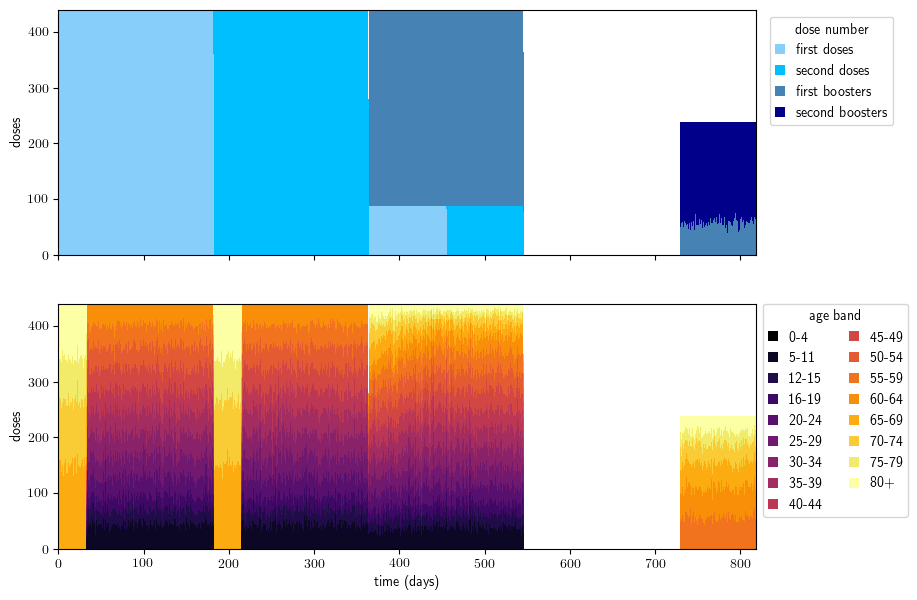 400
300
200
100
0
doses
dose number
first doses
second doses
first boosters
second boosters
400
300
200
100
0
doses
0 100 200 300 400 500 600 700 800
time (days)
age band
0-4 45-49
5-11 50-54
12-15 55-59
16-19 60-64
20-24 65-69
25-29 70-74
30-34 75-79
35-39 80+
40-44